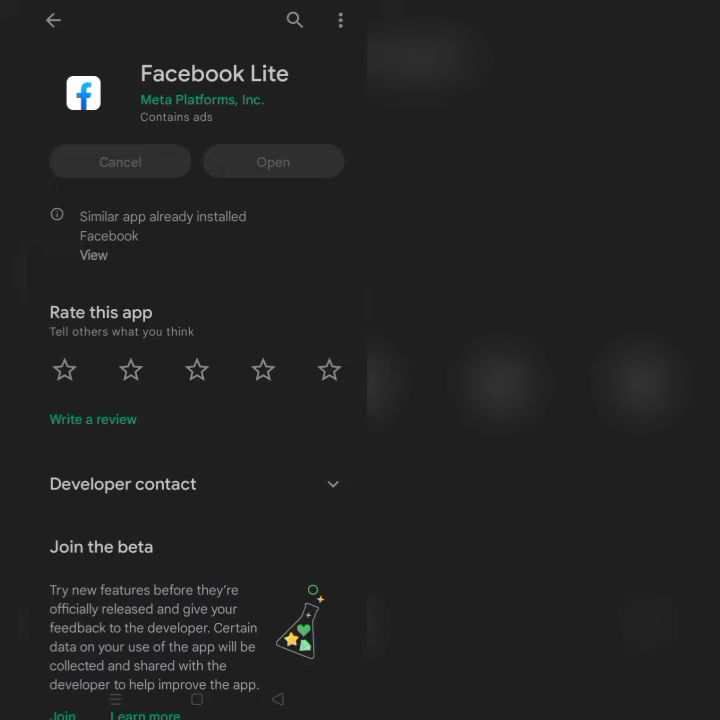 Facebook Lite
Meta Platforms, Inc.
Contains ads
Cancel
Open
Similar app already installed
Facebook
View
Rate this app
Tell others what you think
Write a review
Developer contact
Join the beta
Try new features before they're
officially released and give your
feedback to the developer. Certain
data on your use of the app will be
collected and shared with the
developer to help improve the app.
Join
Learn more